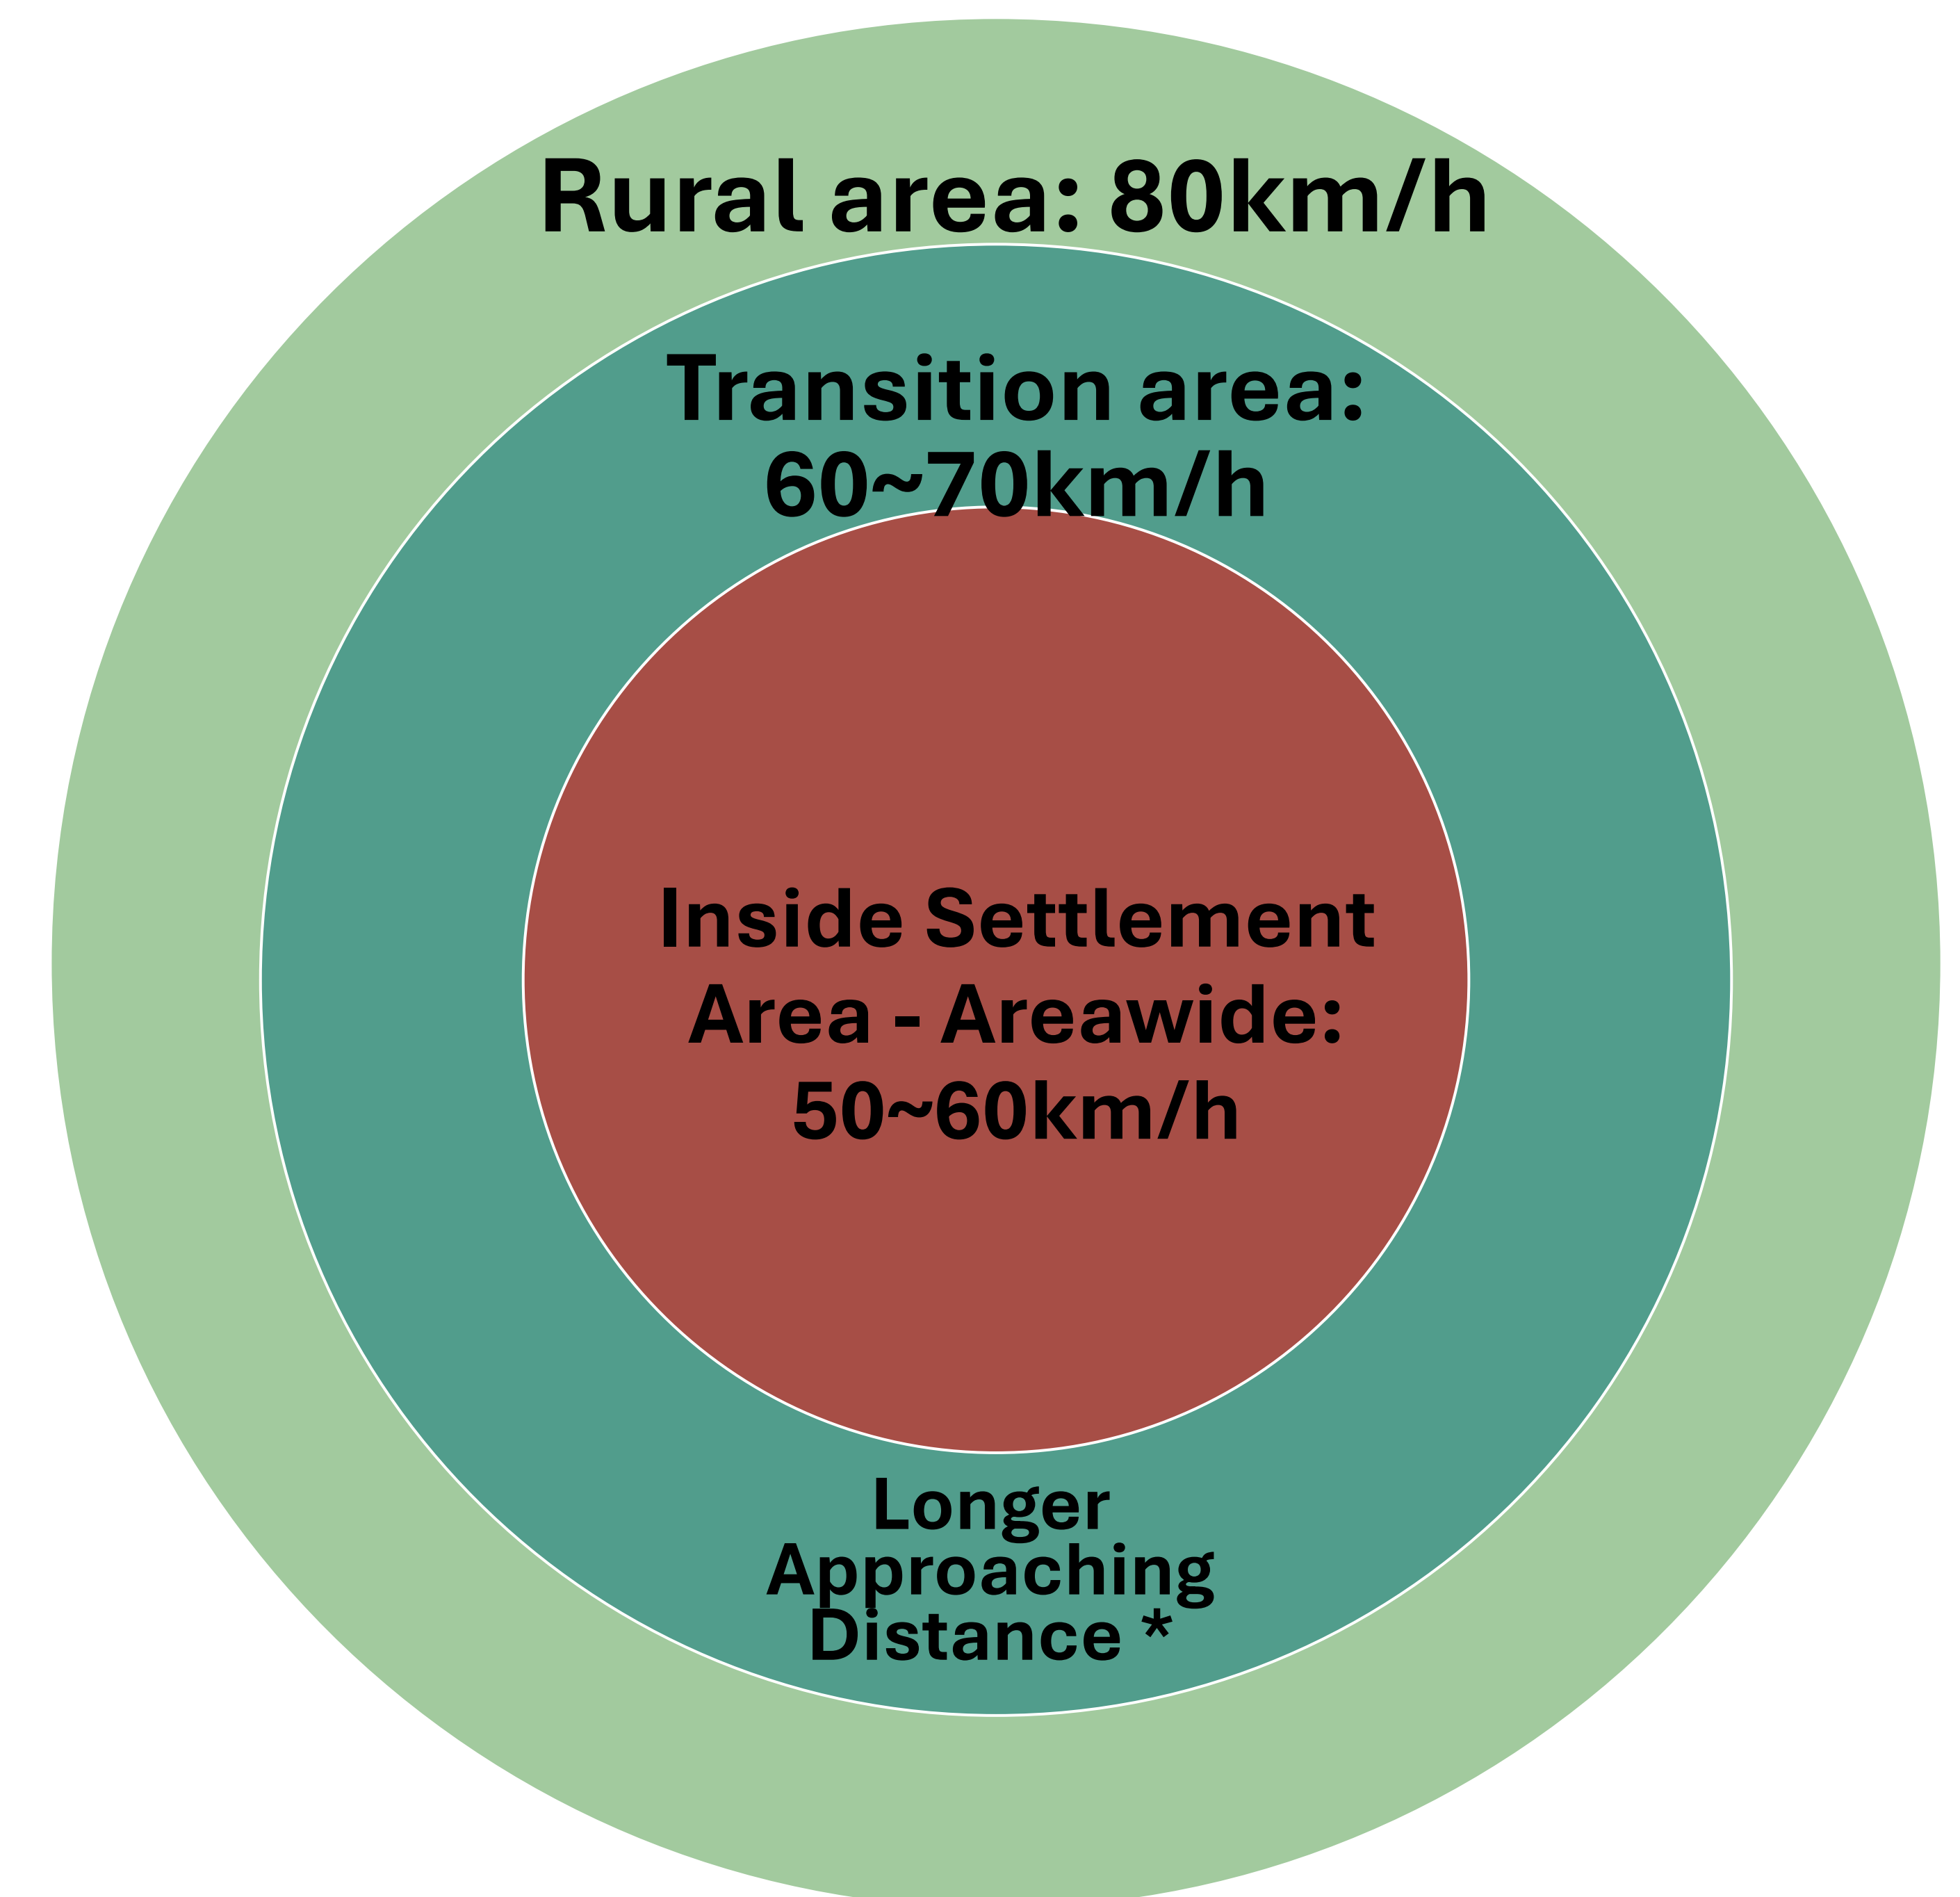 Rural area: 80km/h
Transition area:
60~70km/h
Inside Settlement
Area - Areawide:
50~60km/h
Longer
Approaching
Distance *